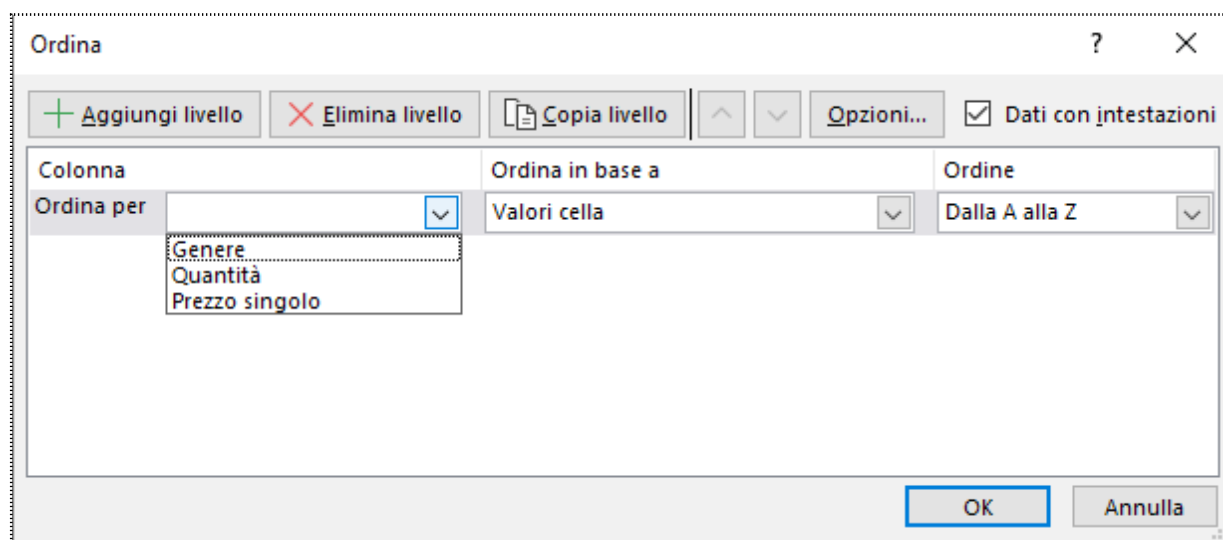 Ordina ?
Aggiungi livello Elimina livello Copia livello Opzioni... Dati con intestazioni
Colonna Ordina in base a Ordine
Ordina per Valori cella Dalla A alla Z
Genere
Quantità
Prezzo singolo
OK Annulla